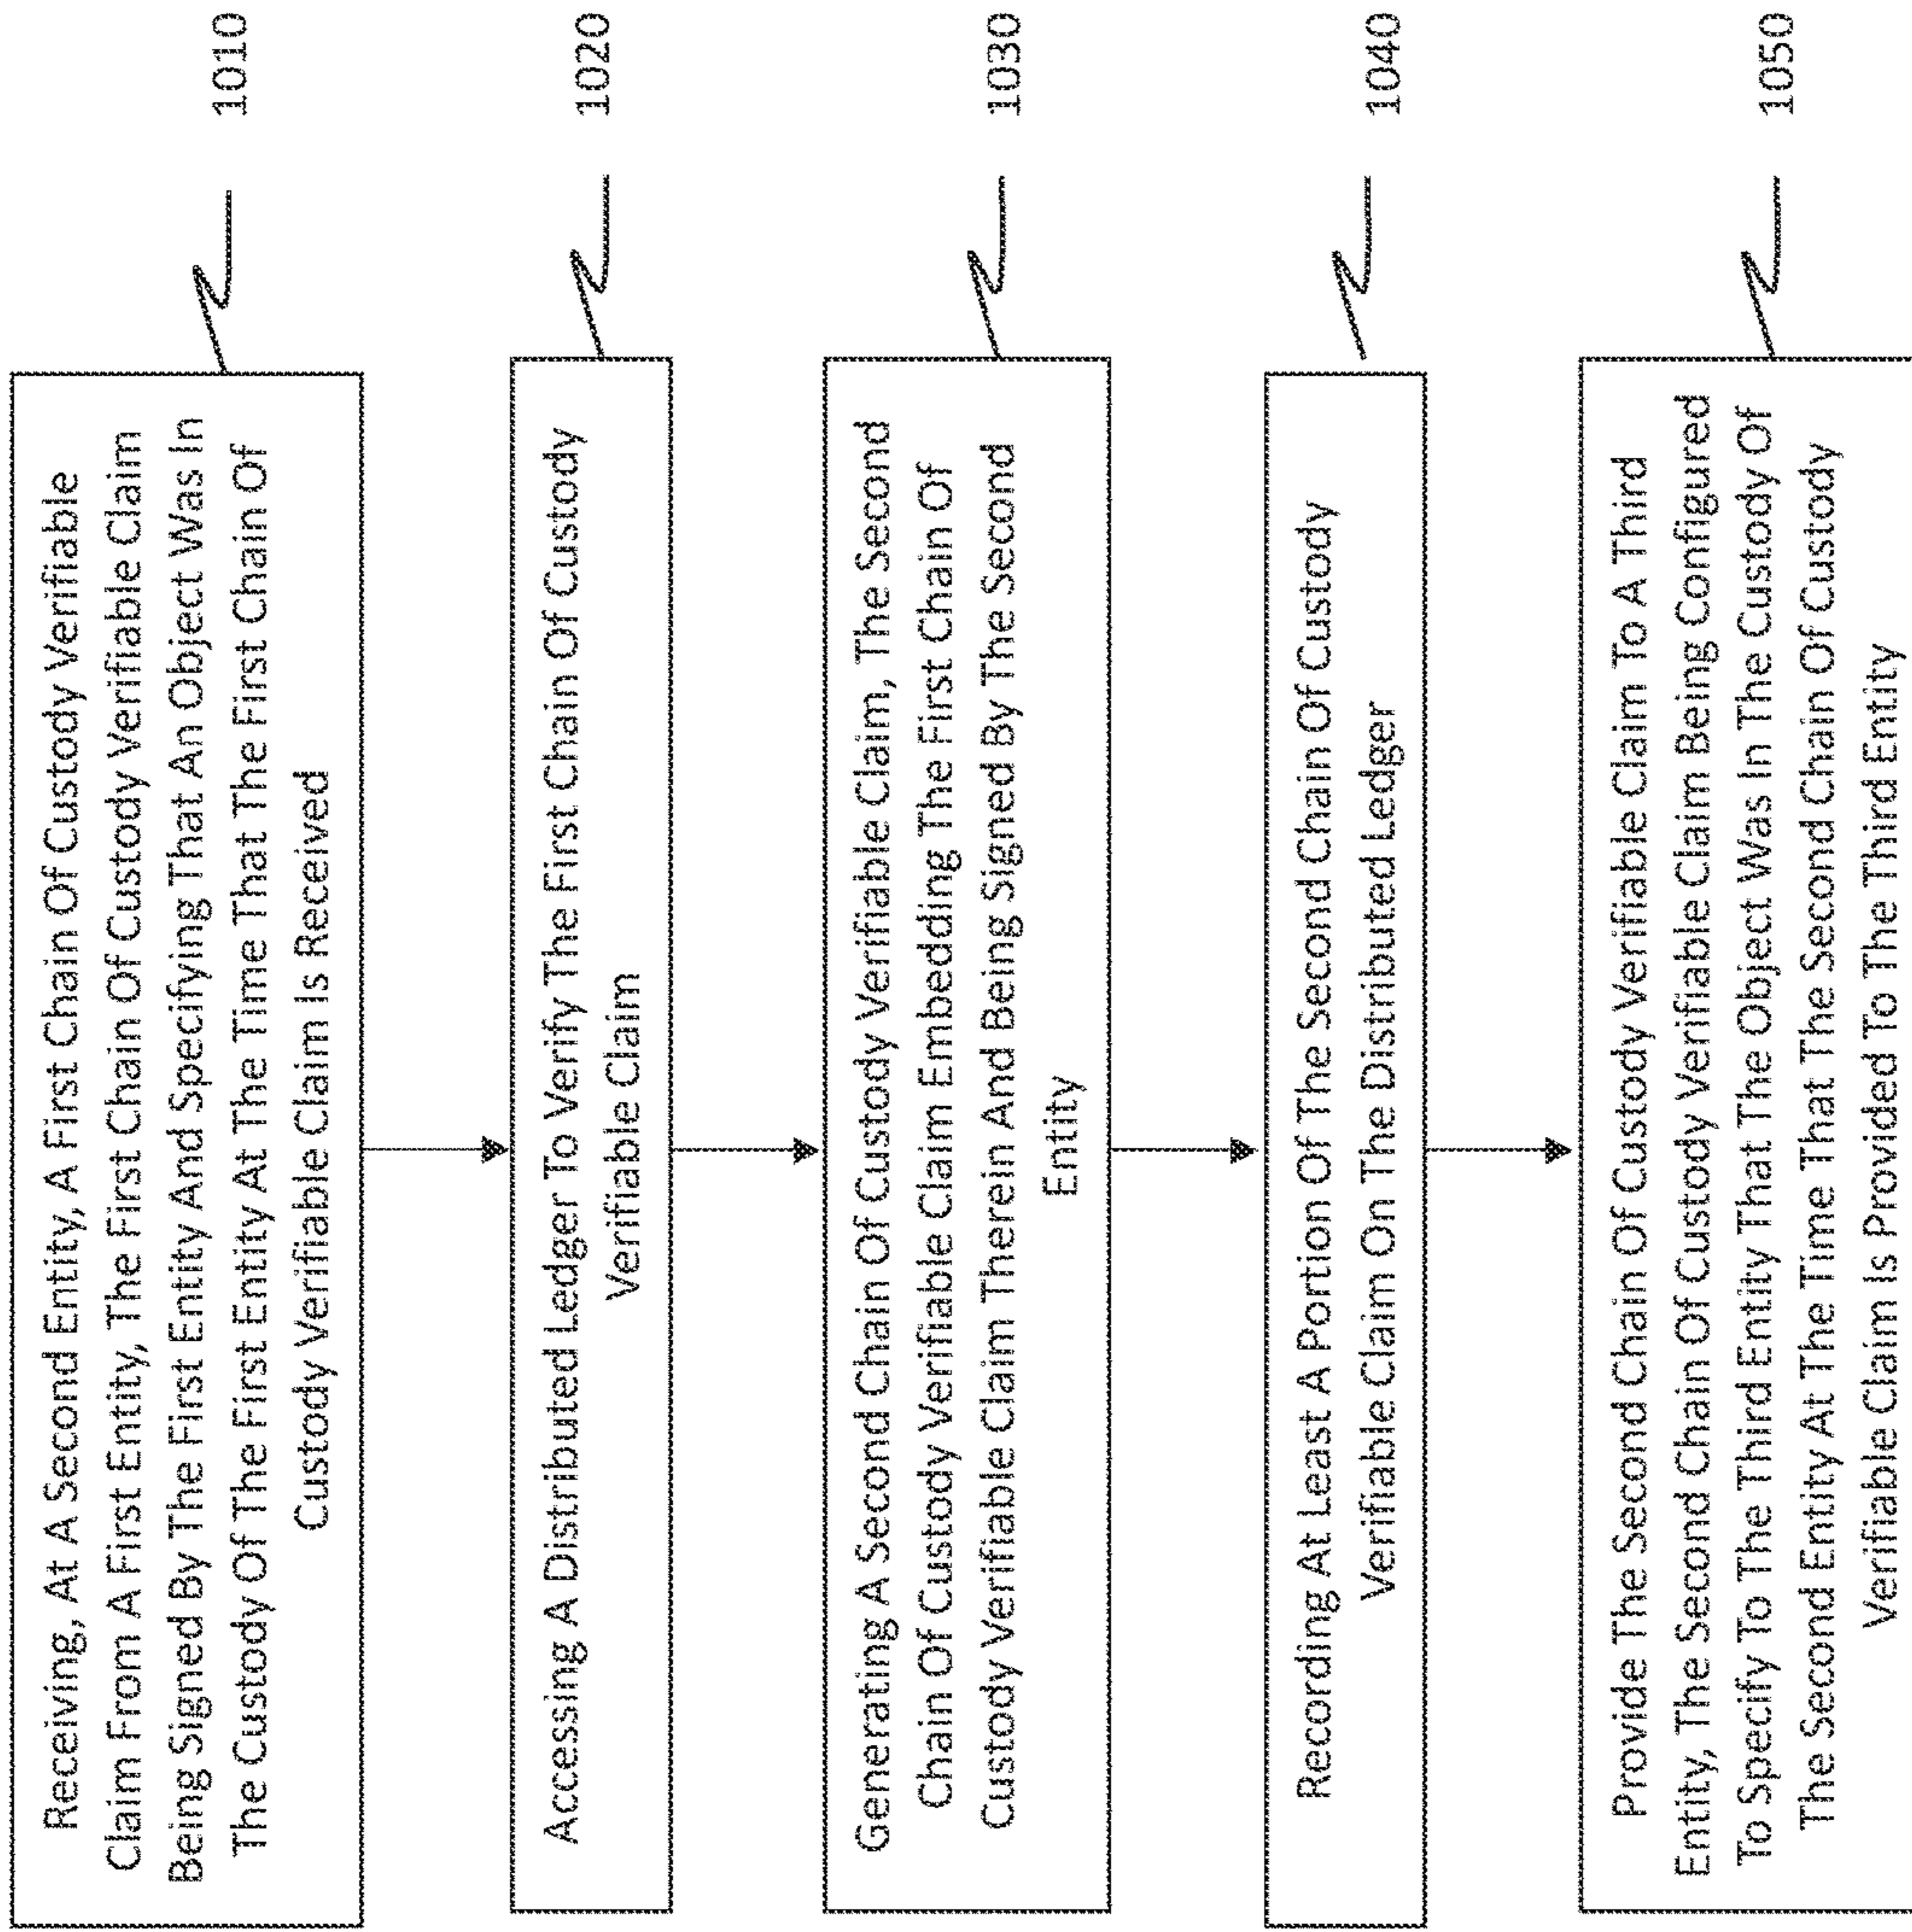 Receiving, At A Second Entity, A First Chain Of Custody Verifiable
Claim From A First Entity, The First Chain Of Custody Verifiable Claim
Being Signed By The First Entity And Specifying That An Object Was In
The Custody Of The First Entity At The Time That The First Chain Of
Custody Verifiable Claim Is Received
1010
Accessing A Distributed Ledger To Verify The First Chain Of Custody
Verifiable Claim
1020
Generating A Second Chain Of Custody Verifiable Claim, The Second
Chain Of Custody Verifiable Claim Embedding The First Chain Of
Custody Verifiable Claim Therein And Being Signed By The Second
Entity
1030
Recording At Least A Portion Of The Second Chain Of Custody
Verifiable Claim On The Distributed Ledger
1040
Provide The Second Chain Of Custody Verifiable Claim To A Third
Entity, The Second Chain Of Custody Verifiable Claim Being Configured
To Specify To The Third Entity That The Object Was In The Custody Of
The Second Entity At The Time That The Second Chain Of Custody
Verifiable Claim Is Provided To The Third Entity
1050